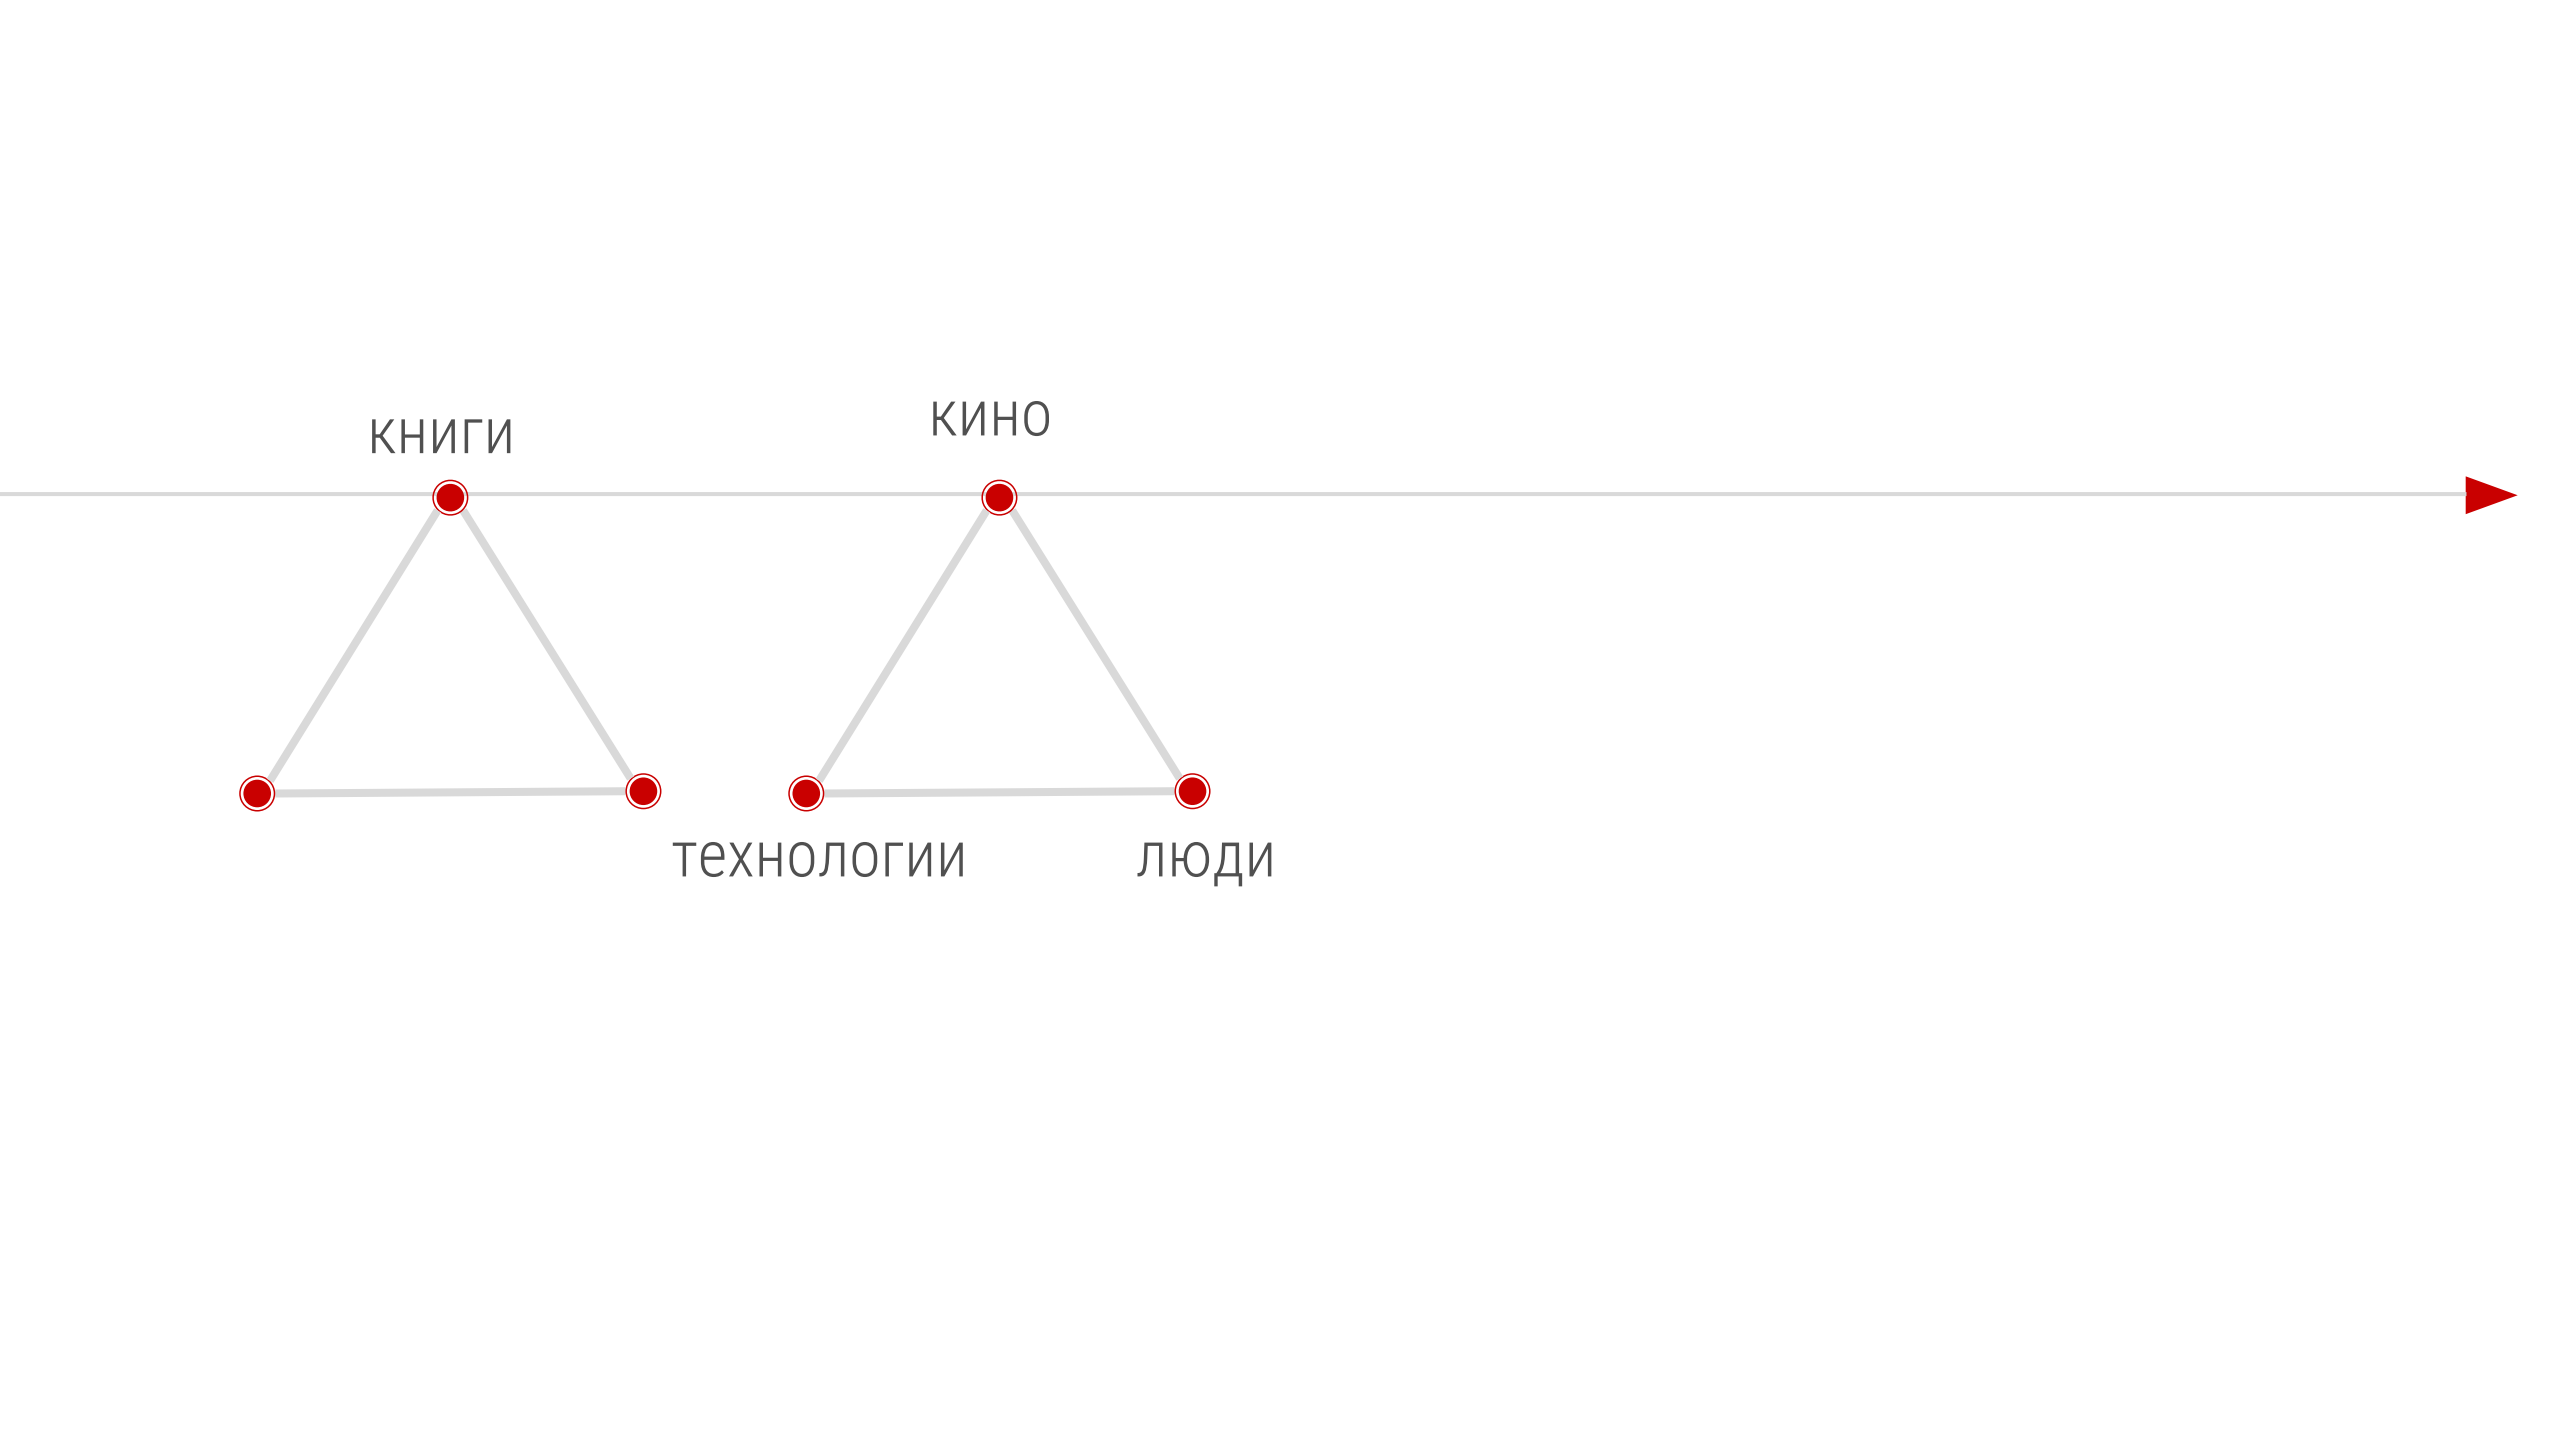 книги
кино
технологии
люди